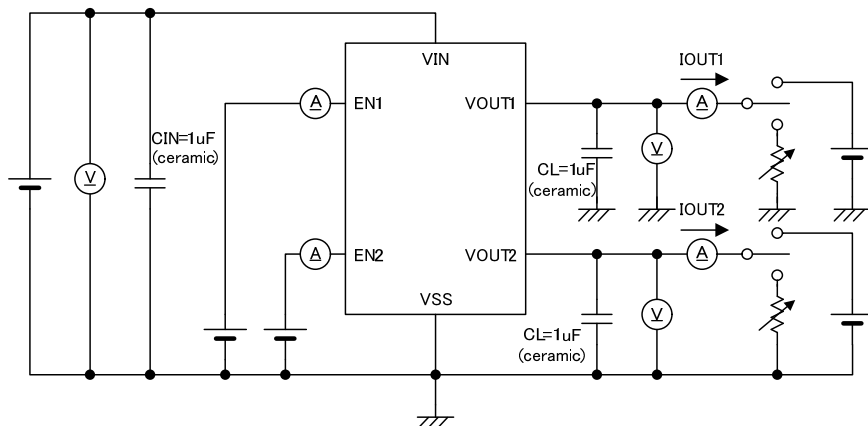 VIN
IOUT1
A
EN1
VOUT1
A
CIN=1uF
(ceramic)
V
CL=1uF
(ceramic)
V
IOUT2
A
EN2
VOUT2
A
VSS
CL=1uF
(ceramic)
V